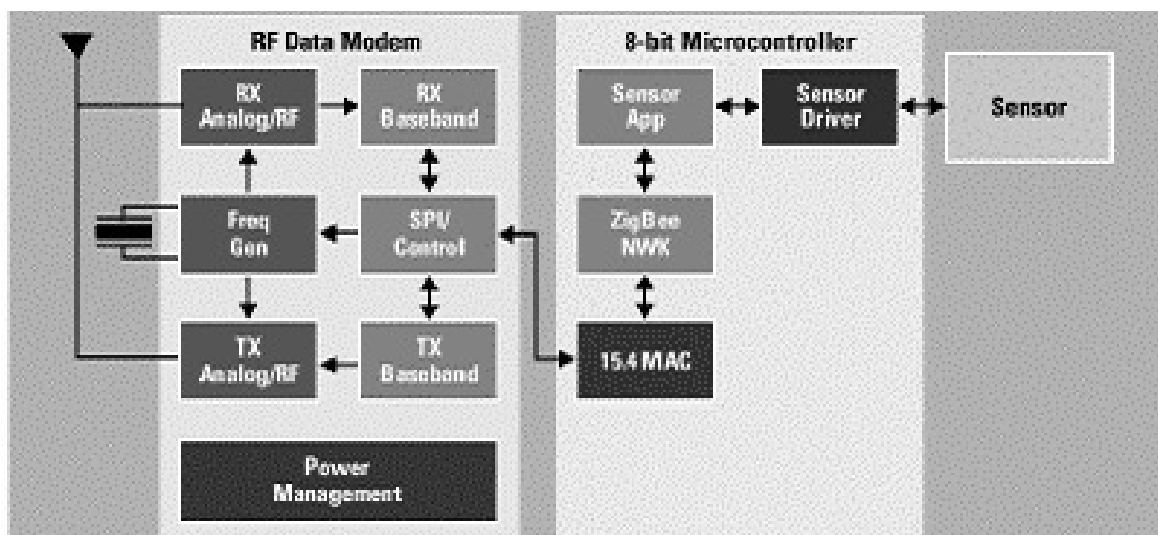 RF Data Modem
8-bit Microcontroller
RX
Analog/RF
RX
Baseband
Sensor
App
Sensor
Driver
Sensor
Freq
Gen
SPI/
Control
ZigBee
NWK
TX
Analog/RF
TX
Baseband
15.4 MAC
Power
Management